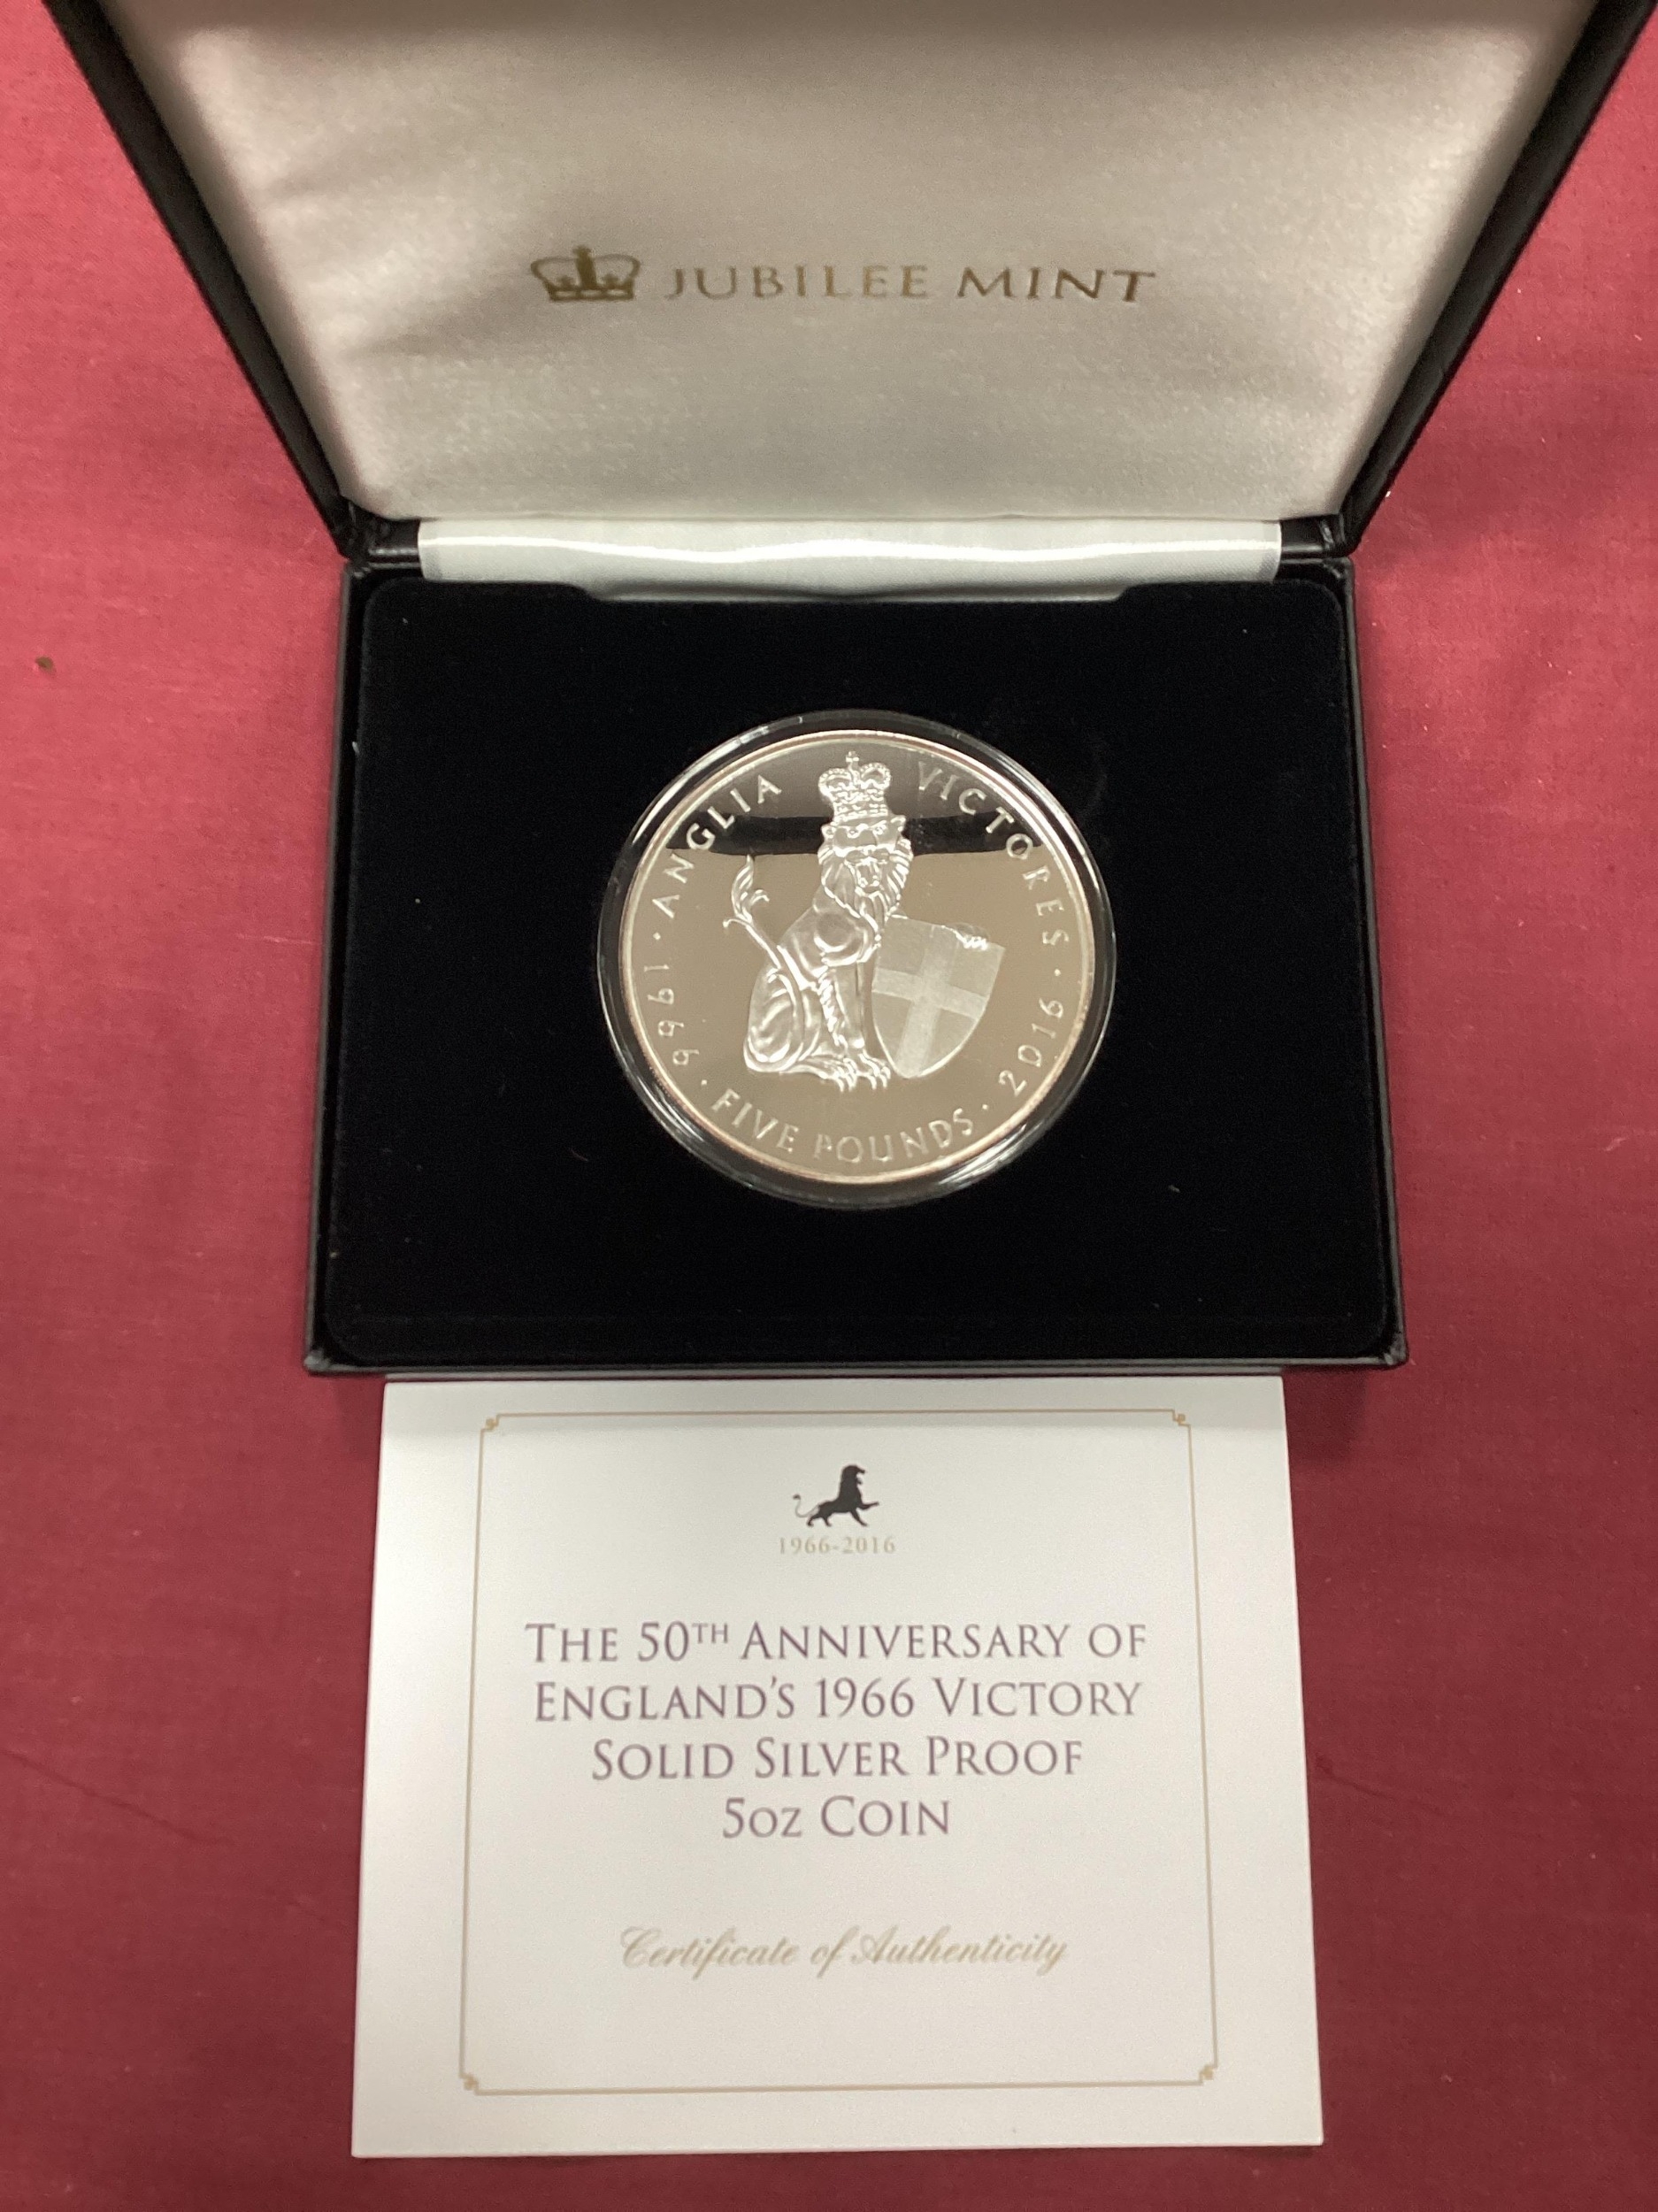 JUBILEE MINT
1966 · ANGLIA VICTORES · 2016 · FIVE POUNDS ·
1966-2016
THE 50TH ANNIVERSARY OF
ENGLAND'S 1966 VICTORY
SOLID SILVER PROOF
5OZ COIN
Certificate of Authenticity